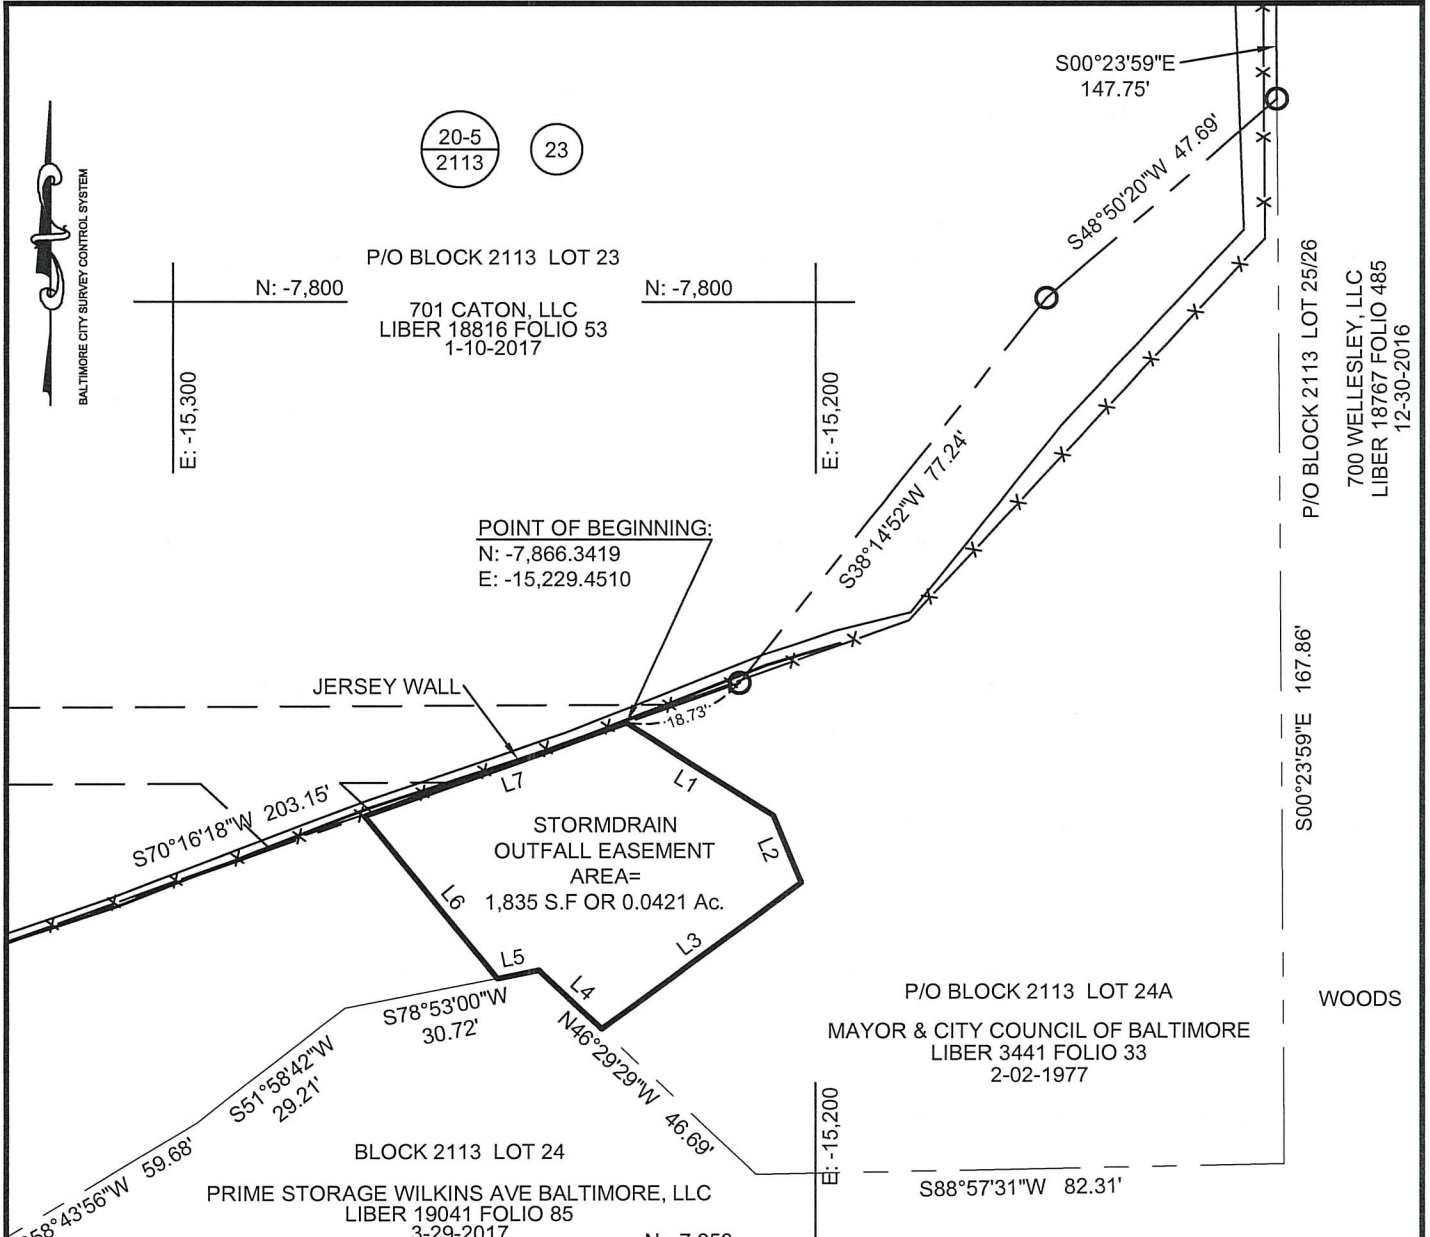 S00°23'59"E
147.75'
S48°50'20"W 47.69'
20-5
2113
23
BALTIMORE CITY SURVEY CONTROL SYSTEM
P/O BLOCK 2113 LOT 23
N: -7,800
N: -7,800
701 CATON, LLC
LIBER 18816 FOLIO 53
1-10-2017
E: -15,300
E: -15,200
P/O BLOCK 2113 LOT 25/26
700 WELLESLEY, LLC
LIBER 18767 FOLIO 485
12-30-2016
S38°14'52"W 77.24'
POINT OF BEGINNING:
N: -7,866.3419
E: -15,229.4510
JERSEY WALL
18.73'
S00°23'59"E 167.86'
L7
L1
S70°16'18"W 203.15'
STORMDRAIN
OUTFALL EASEMENT
AREA=
1,835 S.F OR 0.0421 Ac.
L2
L6
L3
L5
L4
S78°53'00"W
30.72'
N46°29'29"W 46.69'
P/O BLOCK 2113 LOT 24A
MAYOR & CITY COUNCIL OF BALTIMORE
LIBER 3441 FOLIO 33
2-02-1977
WOODS
S51°58'42"W
29.21'
E: -15,200
BLOCK 2113 LOT 24
S88°57'31"W 82.31'
58°43'56"W 59.68'
PRIME STORAGE WILKINS AVE BALTIMORE, LLC
LIBER 19041 FOLIO 85
3-29-2017